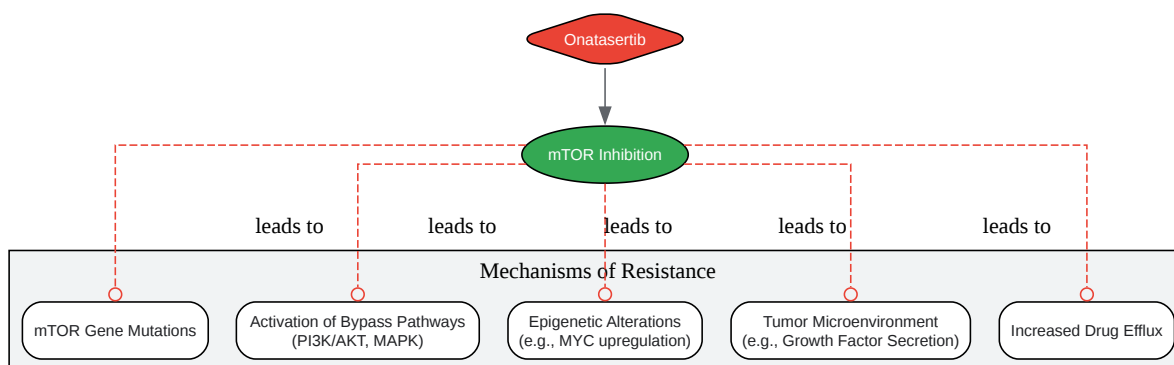 Onatasertib
mTOR Inhibition
leads to
leads to
leads to
leads to
leads to
Mechanisms of Resistance
mTOR Gene Mutations
Activation of Bypass Pathways
(PI3K/AKT, MAPK)
Epigenetic Alterations
(e.g., MYC upregulation)
Tumor Microenvironment
(e.g., Growth Factor Secretion)
Increased Drug Efflux